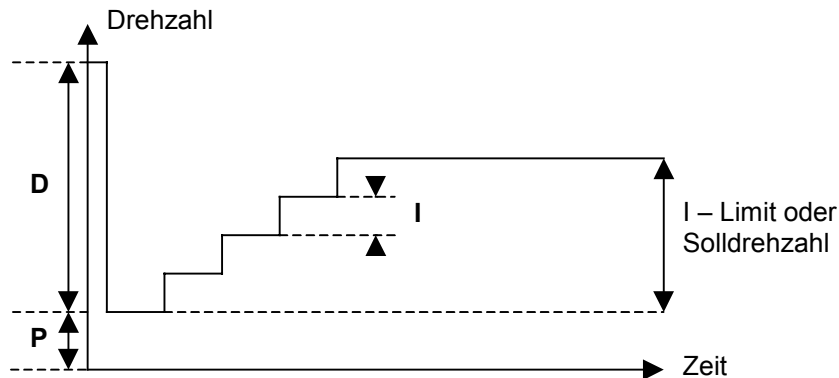 Drehzahl
D
I
I – Limit oder
Solldrehzahl
P
Zeit